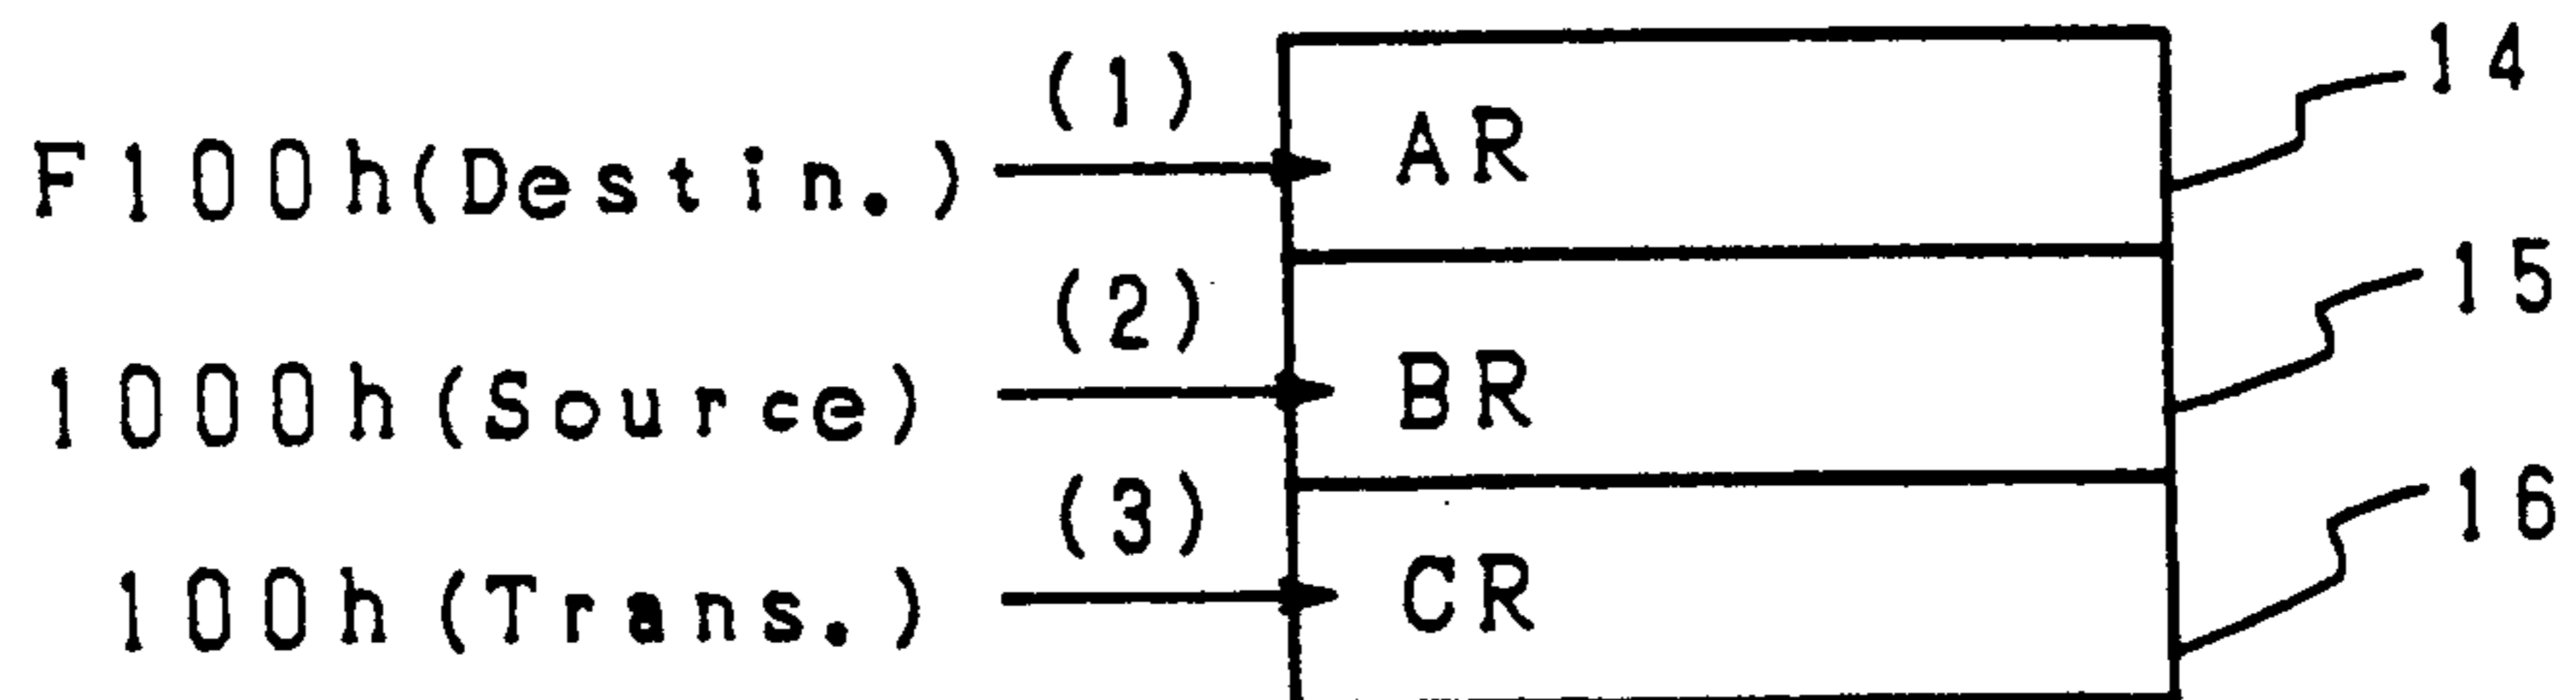 (1) 14
F100h(Destin.) AR
(2) 15
1000h(Source) BR
(3) 16
100h(Trans.) CR